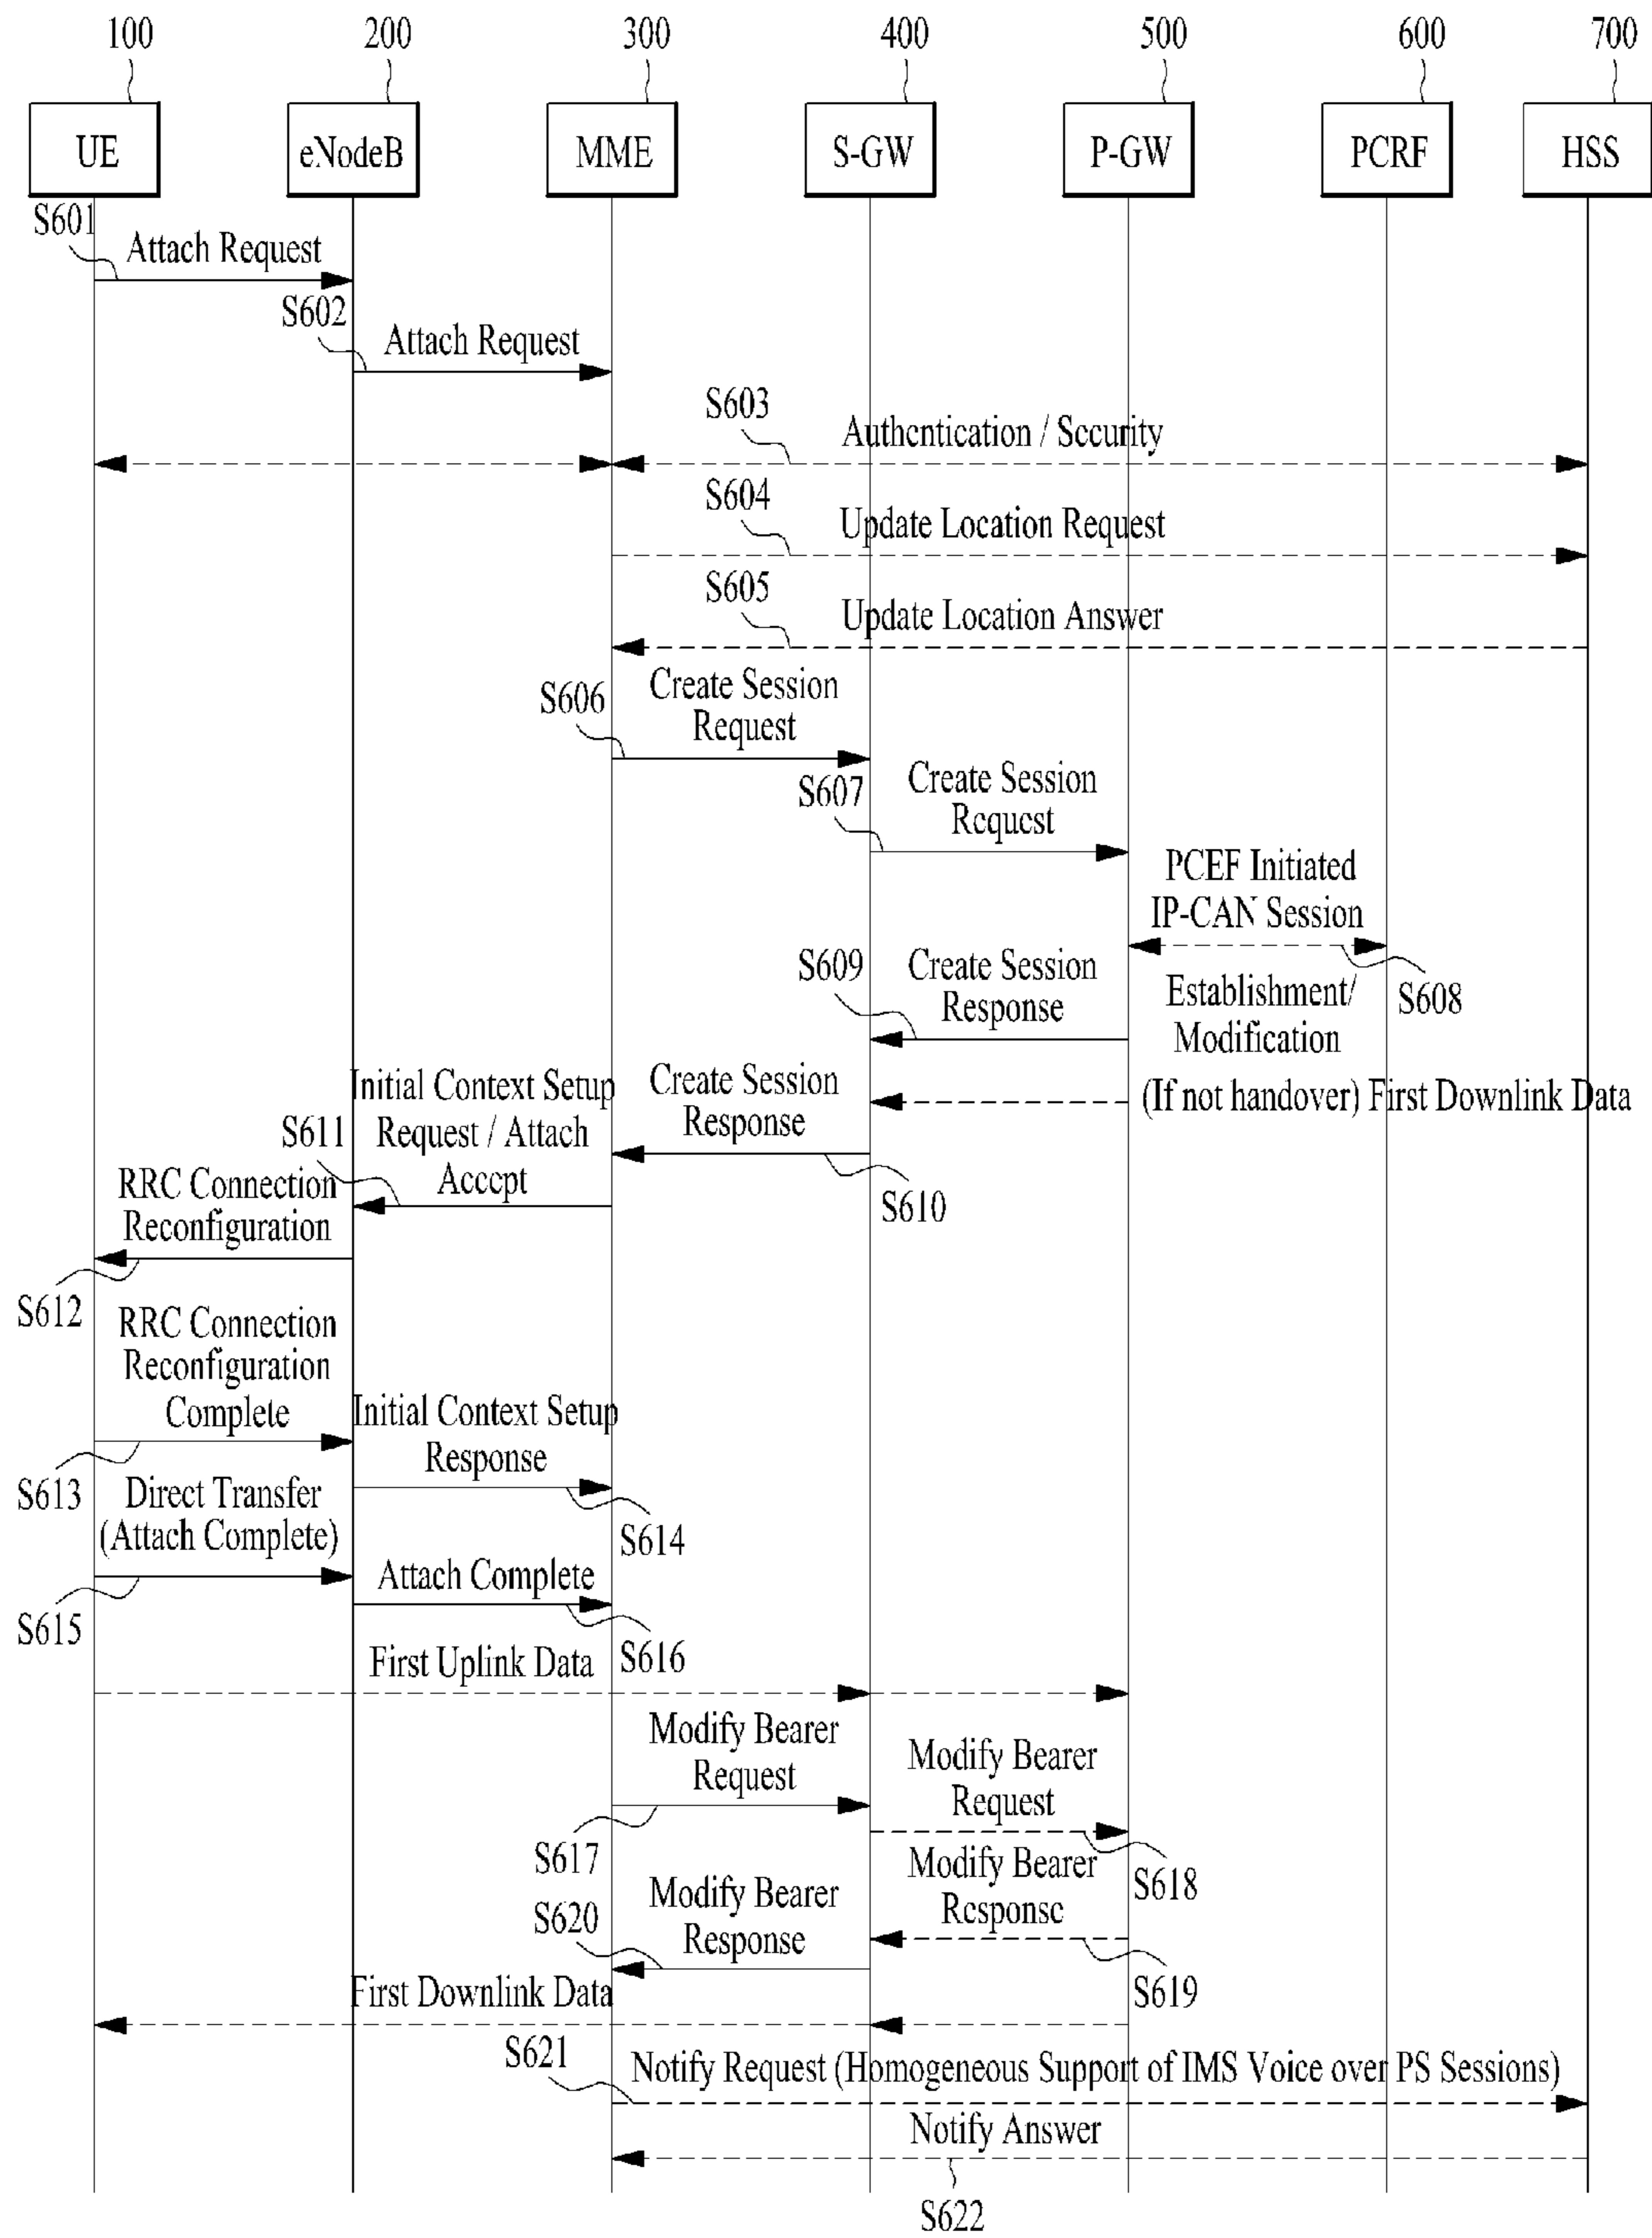 100
200
300
400
500
600
700
UE
eNodeB
MME
S-GW
P-GW
PCRF
HSS
S601
Attach Request
S602
Attach Request
S603
Authentication / Security
S604
Update Location Request
S605
Update Location Answer
S606
Create Session
Request
S607
Create Session
Request
PCEF Initiated
IP-CAN Session
S608
Establishment/
Modification
S609
Create Session
Response
(If not handover) First Downlink Data
Create Session
Response
S610
Initial Context Setup
Request / Attach
Accept
S611
RRC Connection
Reconfiguration
S612
RRC Connection
Reconfiguration
Complete
S613
Initial Context Setup
Response
S614
Direct Transfer
(Attach Complete)
S615
Attach Complete
S616
First Uplink Data
Modify Bearer
Request
S617
Modify Bearer
Request
S618
Modify Bearer
Response
S619
Modify Bearer
Response
S620
First Downlink Data
S621
Notify Request (Homogeneous Support of IMS Voice over PS Sessions)
Notify Answer
S622